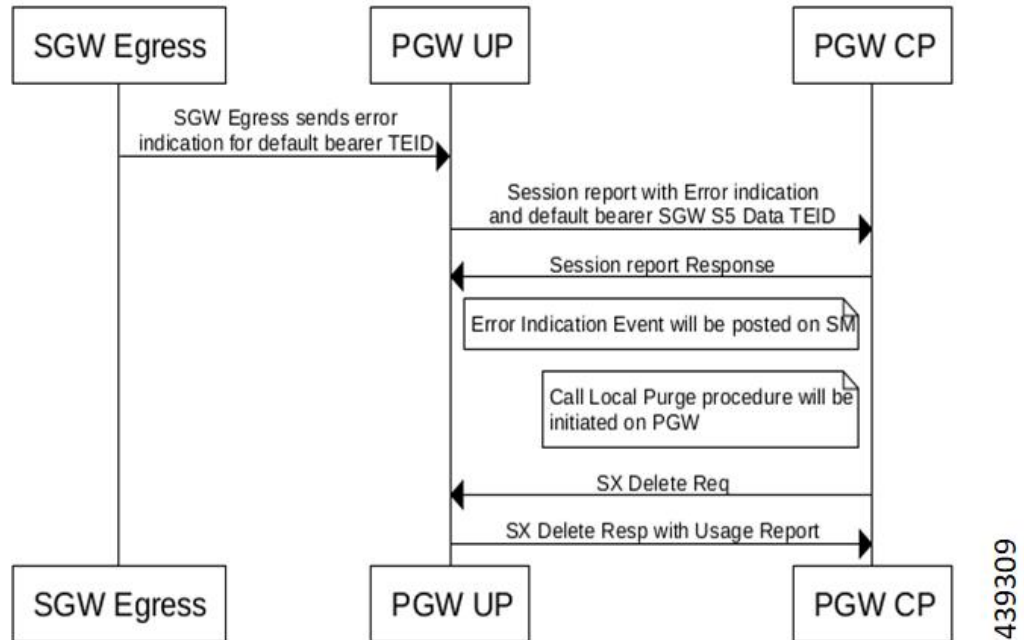 SGW Egress
PGW UP
PGW CP
SGW Egress sends error
indication for default bearer TEID
Session report with Error indication
and default bearer SGW S5 Data TEID
Session report Response
Error Indication Event will be posted on SM
Call Local Purge procedure will be
initiated on PGW
SX Delete Req
SX Delete Resp with Usage Report
SGW Egress
PGW UP
PGW CP
439309